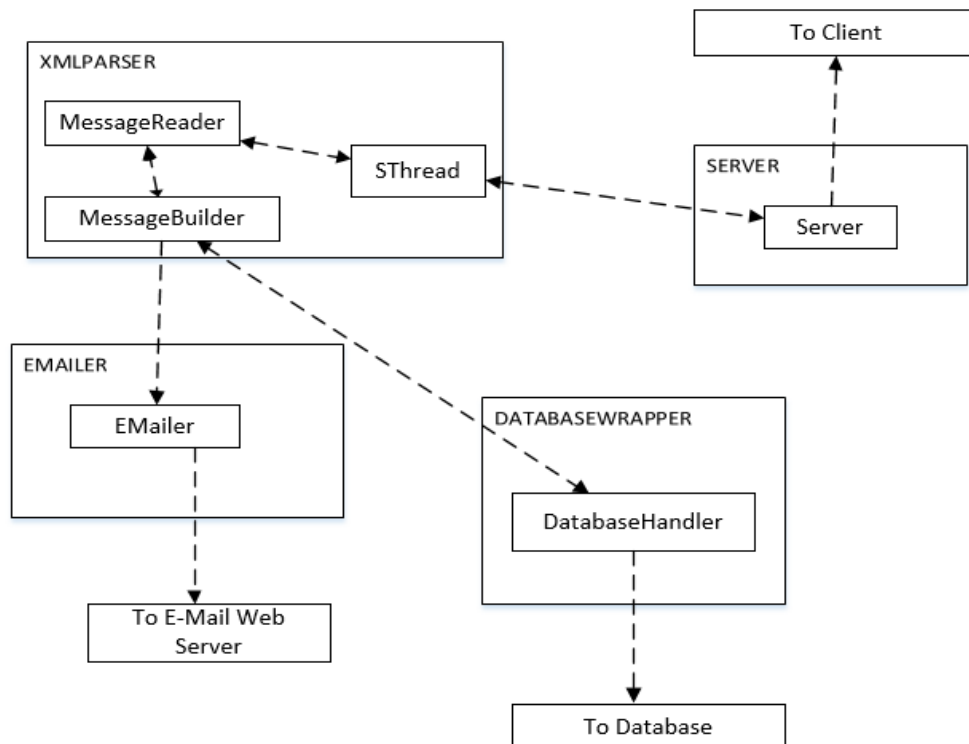 To Client
XMLPARSER
MessageReader
SThread
SERVER
MessageBuilder
Server
EMAILER
EMailer
DATABASEWRAPPER
DatabaseHandler
To E-Mail Web
Server
To Database